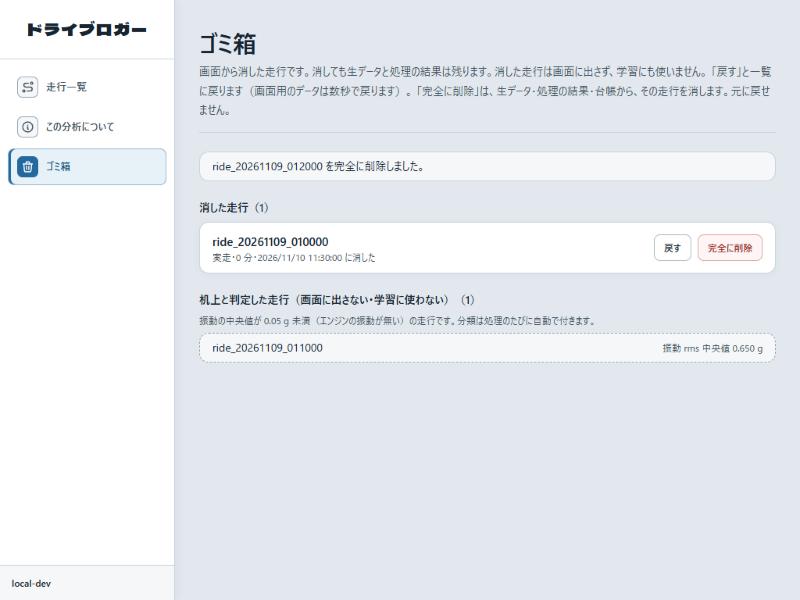 ドライブロガー
走行一覧
この分析について
ゴミ箱
local-dev
ゴミ箱
画面から消した走行です。消しても生データと処理の結果は残ります。消した走行は画面に出さず、学習にも使いません。「戻す」と一覧
に戻ります（画面用のデータは数秒で戻ります）。「完全に削除」は、生データ・処理の結果・台帳から、その走行を消します。元に戻せ
ません。
ride_20261109_012000 を完全に削除しました。
消した走行（1）
ride_20261109_010000
実走・0 分・2026/11/10 11:30:00 に消した
戻す
完全に削除
机上と判定した走行（画面に出さない・学習に使わない）（1）
振動の中央値が 0.05 g 未満（エンジンの振動が無い）の走行です。分類は処理のたびに自動で付きます。
ride_20261109_011000
振動 rms 中央値 0.650 g